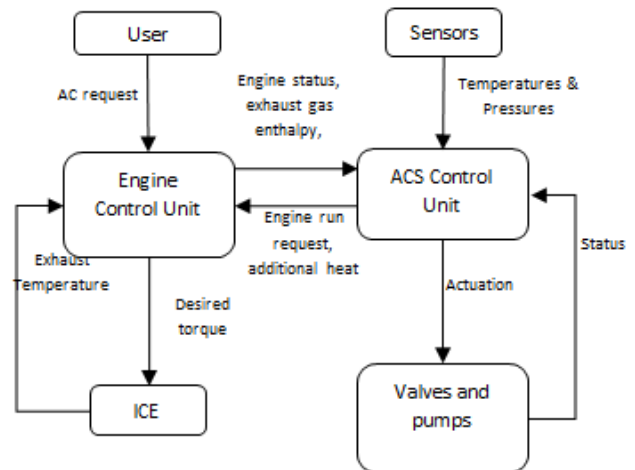 User
Sensors
AC request
Engine status,
exhaust gas
enthalpy,
Temperatures &
Pressures
Engine
Control Unit
ACS Control
Unit
Engine run
request,
additional heat
Exhaust
Temperature
Desired
torque
Actuation
Status
ICE
Valves and
pumps